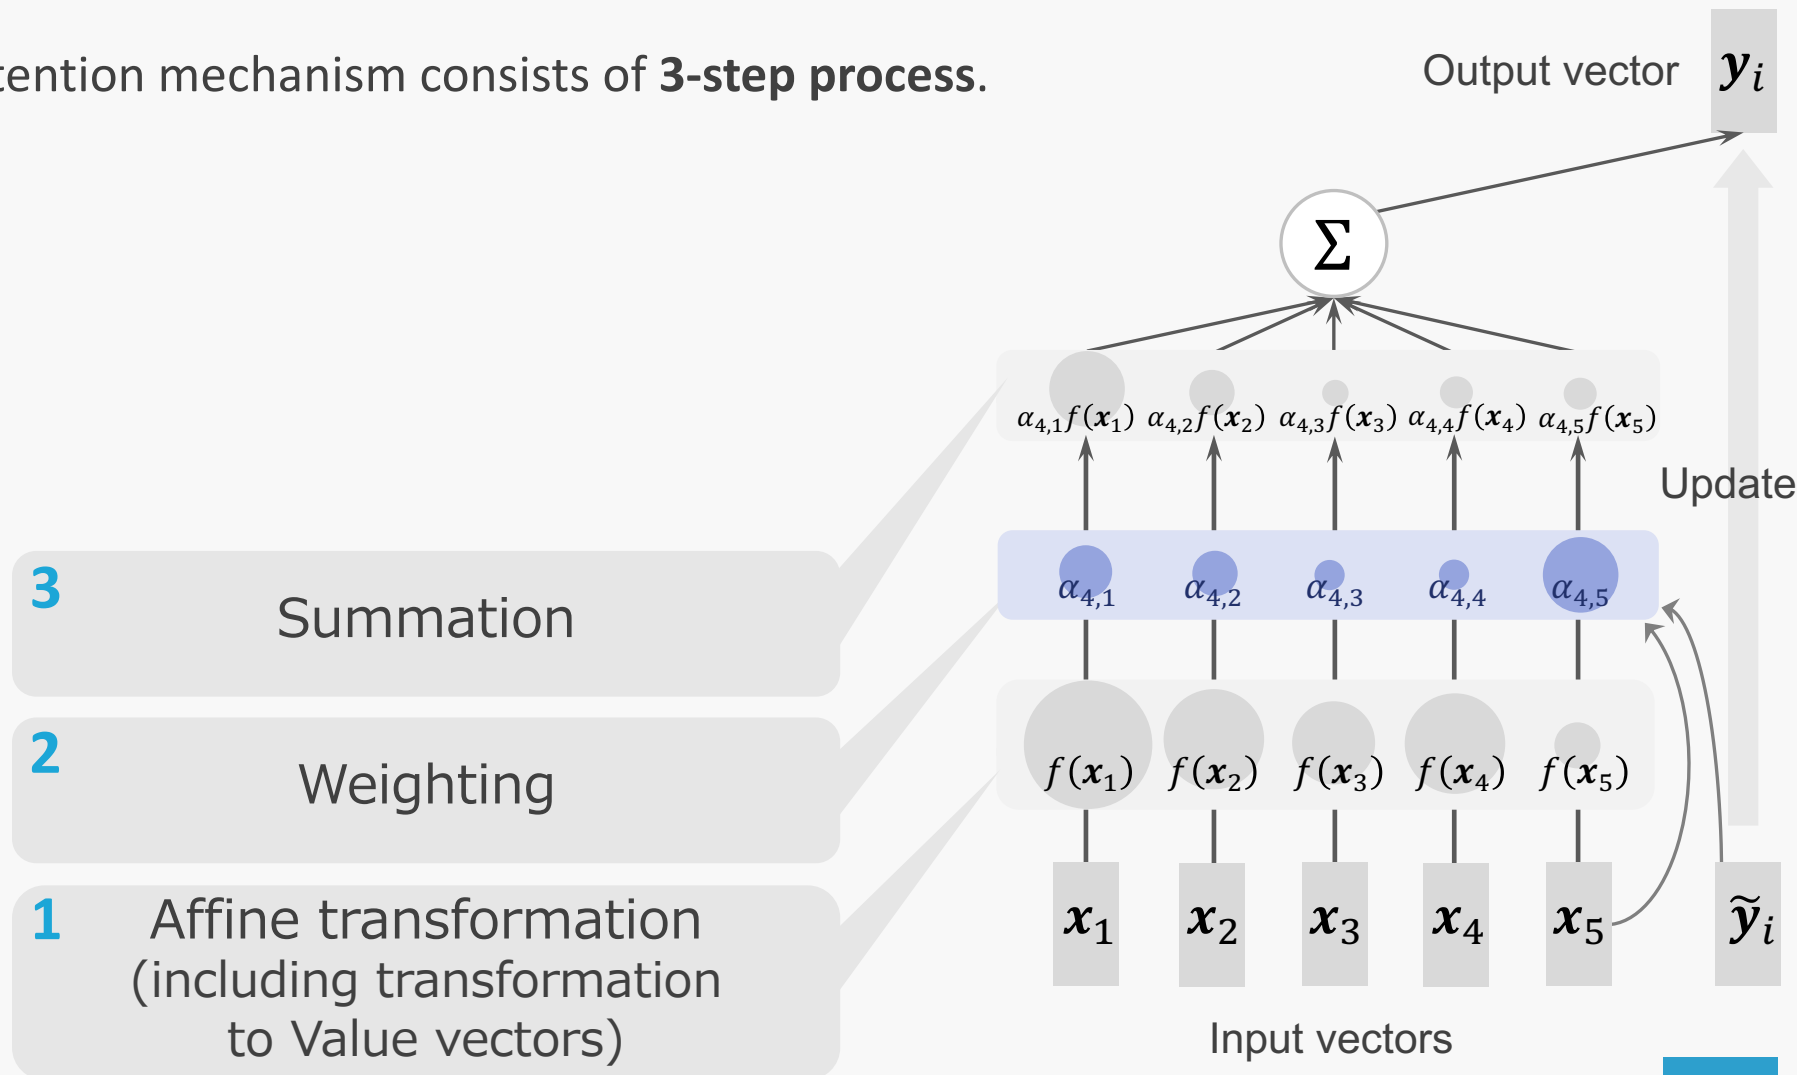 tention mechanism consists of 3-step process.
Output vector
𝒚ᵢ
Σ
α₄,₁f(𝒙₁) α₄,₂f(𝒙₂) α₄,₃f(𝒙₃) α₄,₄f(𝒙₄) α₄,₅f(𝒙₅)
Update
α₄,₁ α₄,₂ α₄,₃ α₄,₄ α₄,₅
f(𝒙₁) f(𝒙₂) f(𝒙₃) f(𝒙₄) f(𝒙₅)
𝒙₁ 𝒙₂ 𝒙₃ 𝒙₄ 𝒙₅ 𝒚̃ᵢ
Input vectors
3
Summation
2
Weighting
1
Affine transformation
(including transformation
to Value vectors)